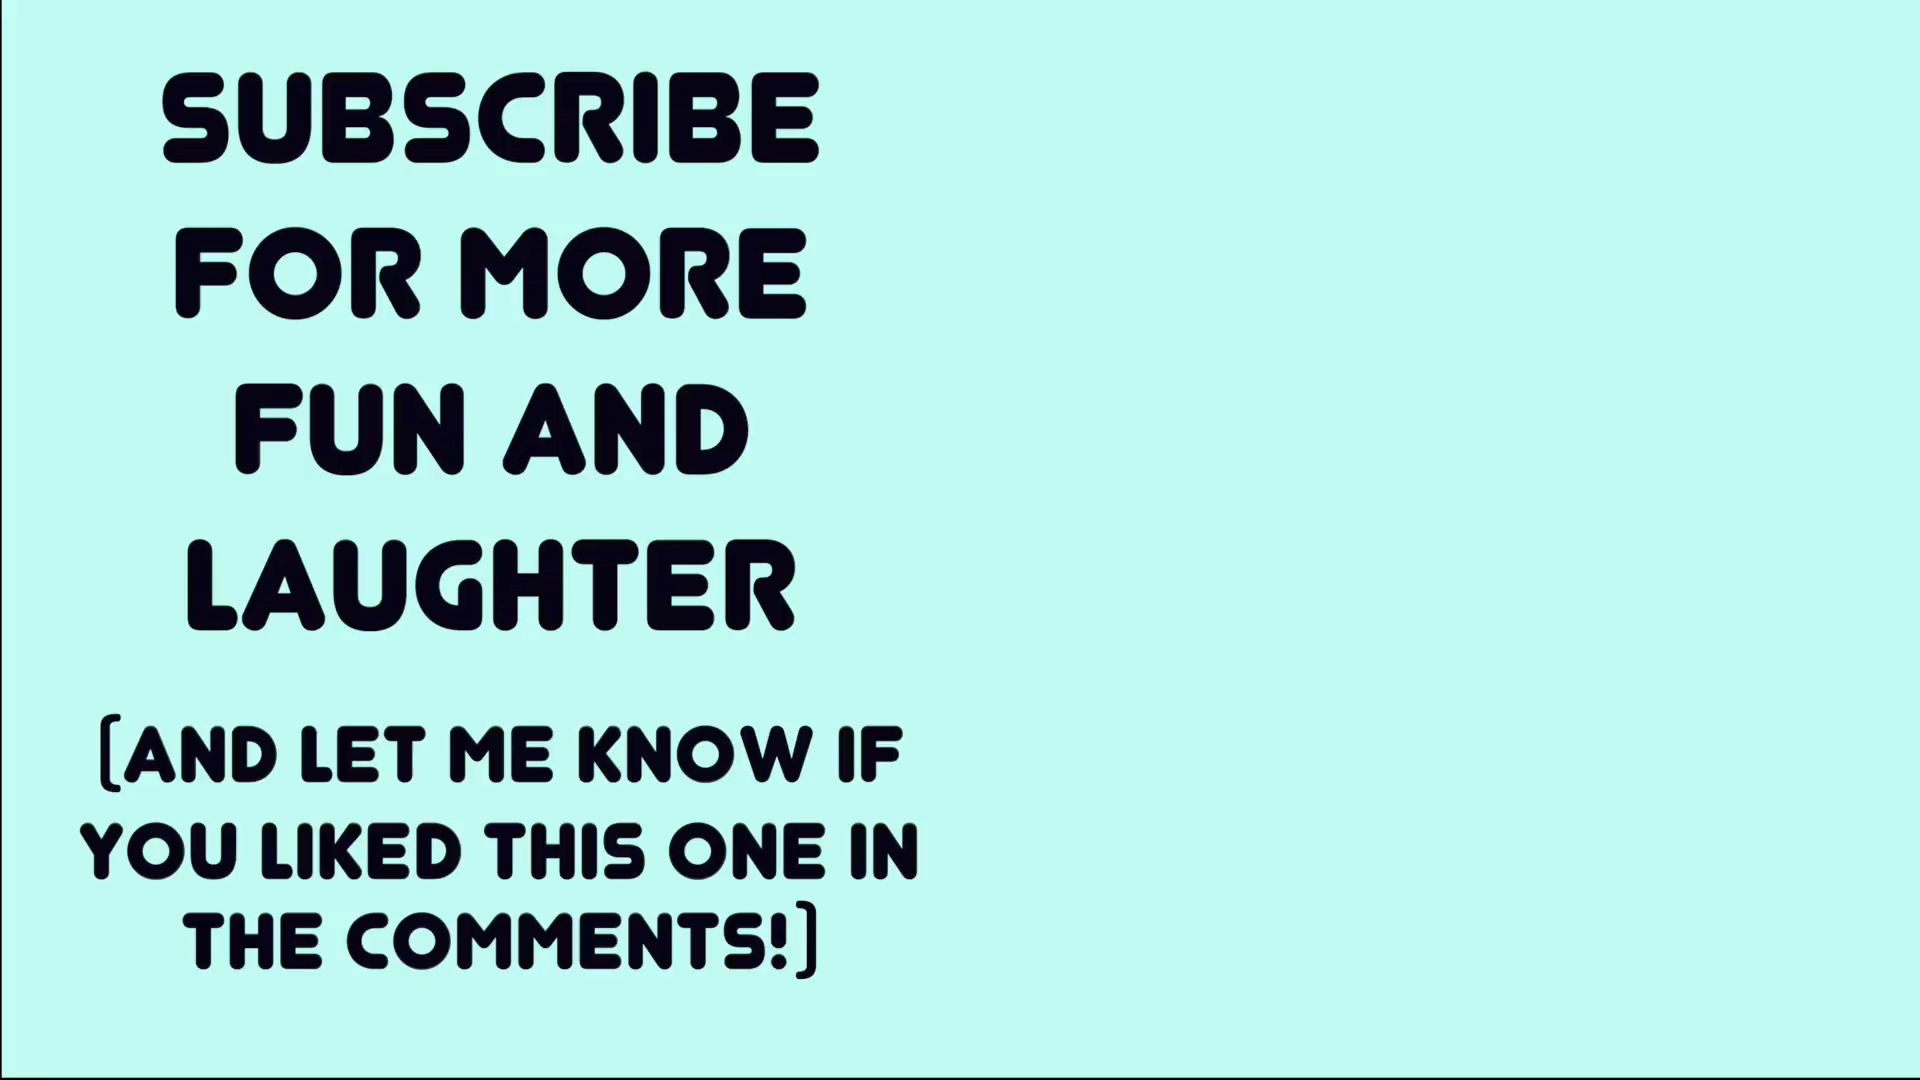 SUBSCRIBE
FOR MORE
FUN AND
LAUGHTER
(AND LET ME KNOW IF
YOU LIKED THIS ONE IN
THE COMMENTS!)